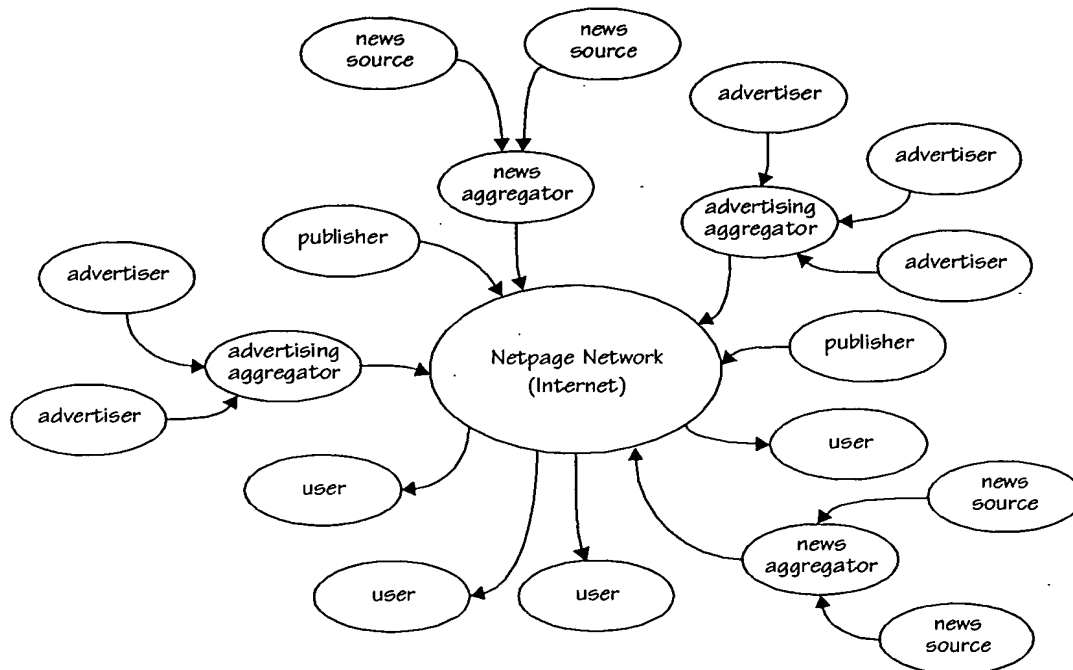 news
source
news
source
advertiser
advertiser
news
aggregator
advertising
aggregator
publisher
advertiser
advertiser
publisher
Netpage Network
(Internet)
advertising
aggregator
advertiser
user
user
news
source
news
aggregator
user
user
news
source